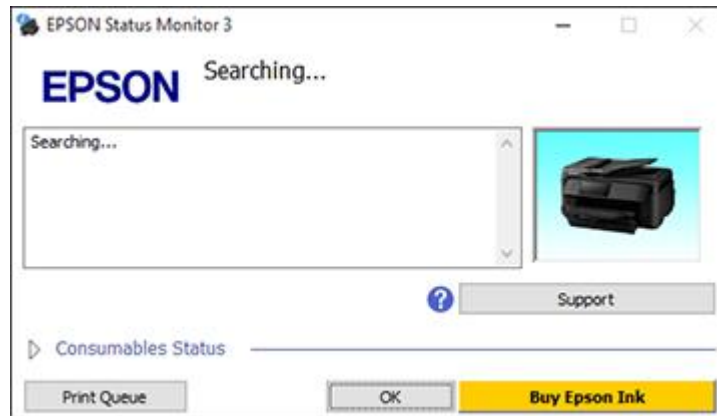 EPSON Status Monitor 3
EPSON
Searching...
Searching...
?
Support
Consumables Status
Print Queue
OK
Buy Epson Ink